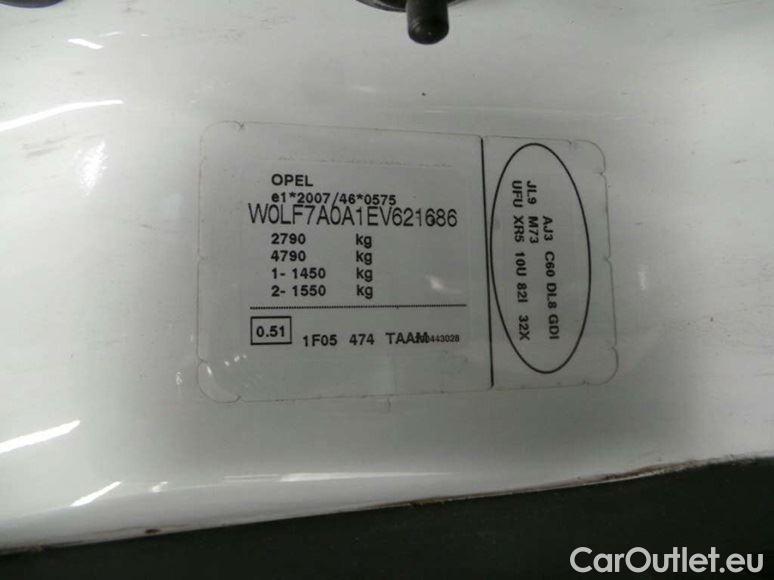 OPEL
e1*2007/46*0575
W0LF7A0A1EV621686
2790 kg
4790 kg
1- 1450 kg
2- 1550 kg
0.51
1F05 474 TAAM
AJ3 C60 DL8 GDI
JL9 M73
UFU XR5 10U 82I 32X
CarOutlet.eu